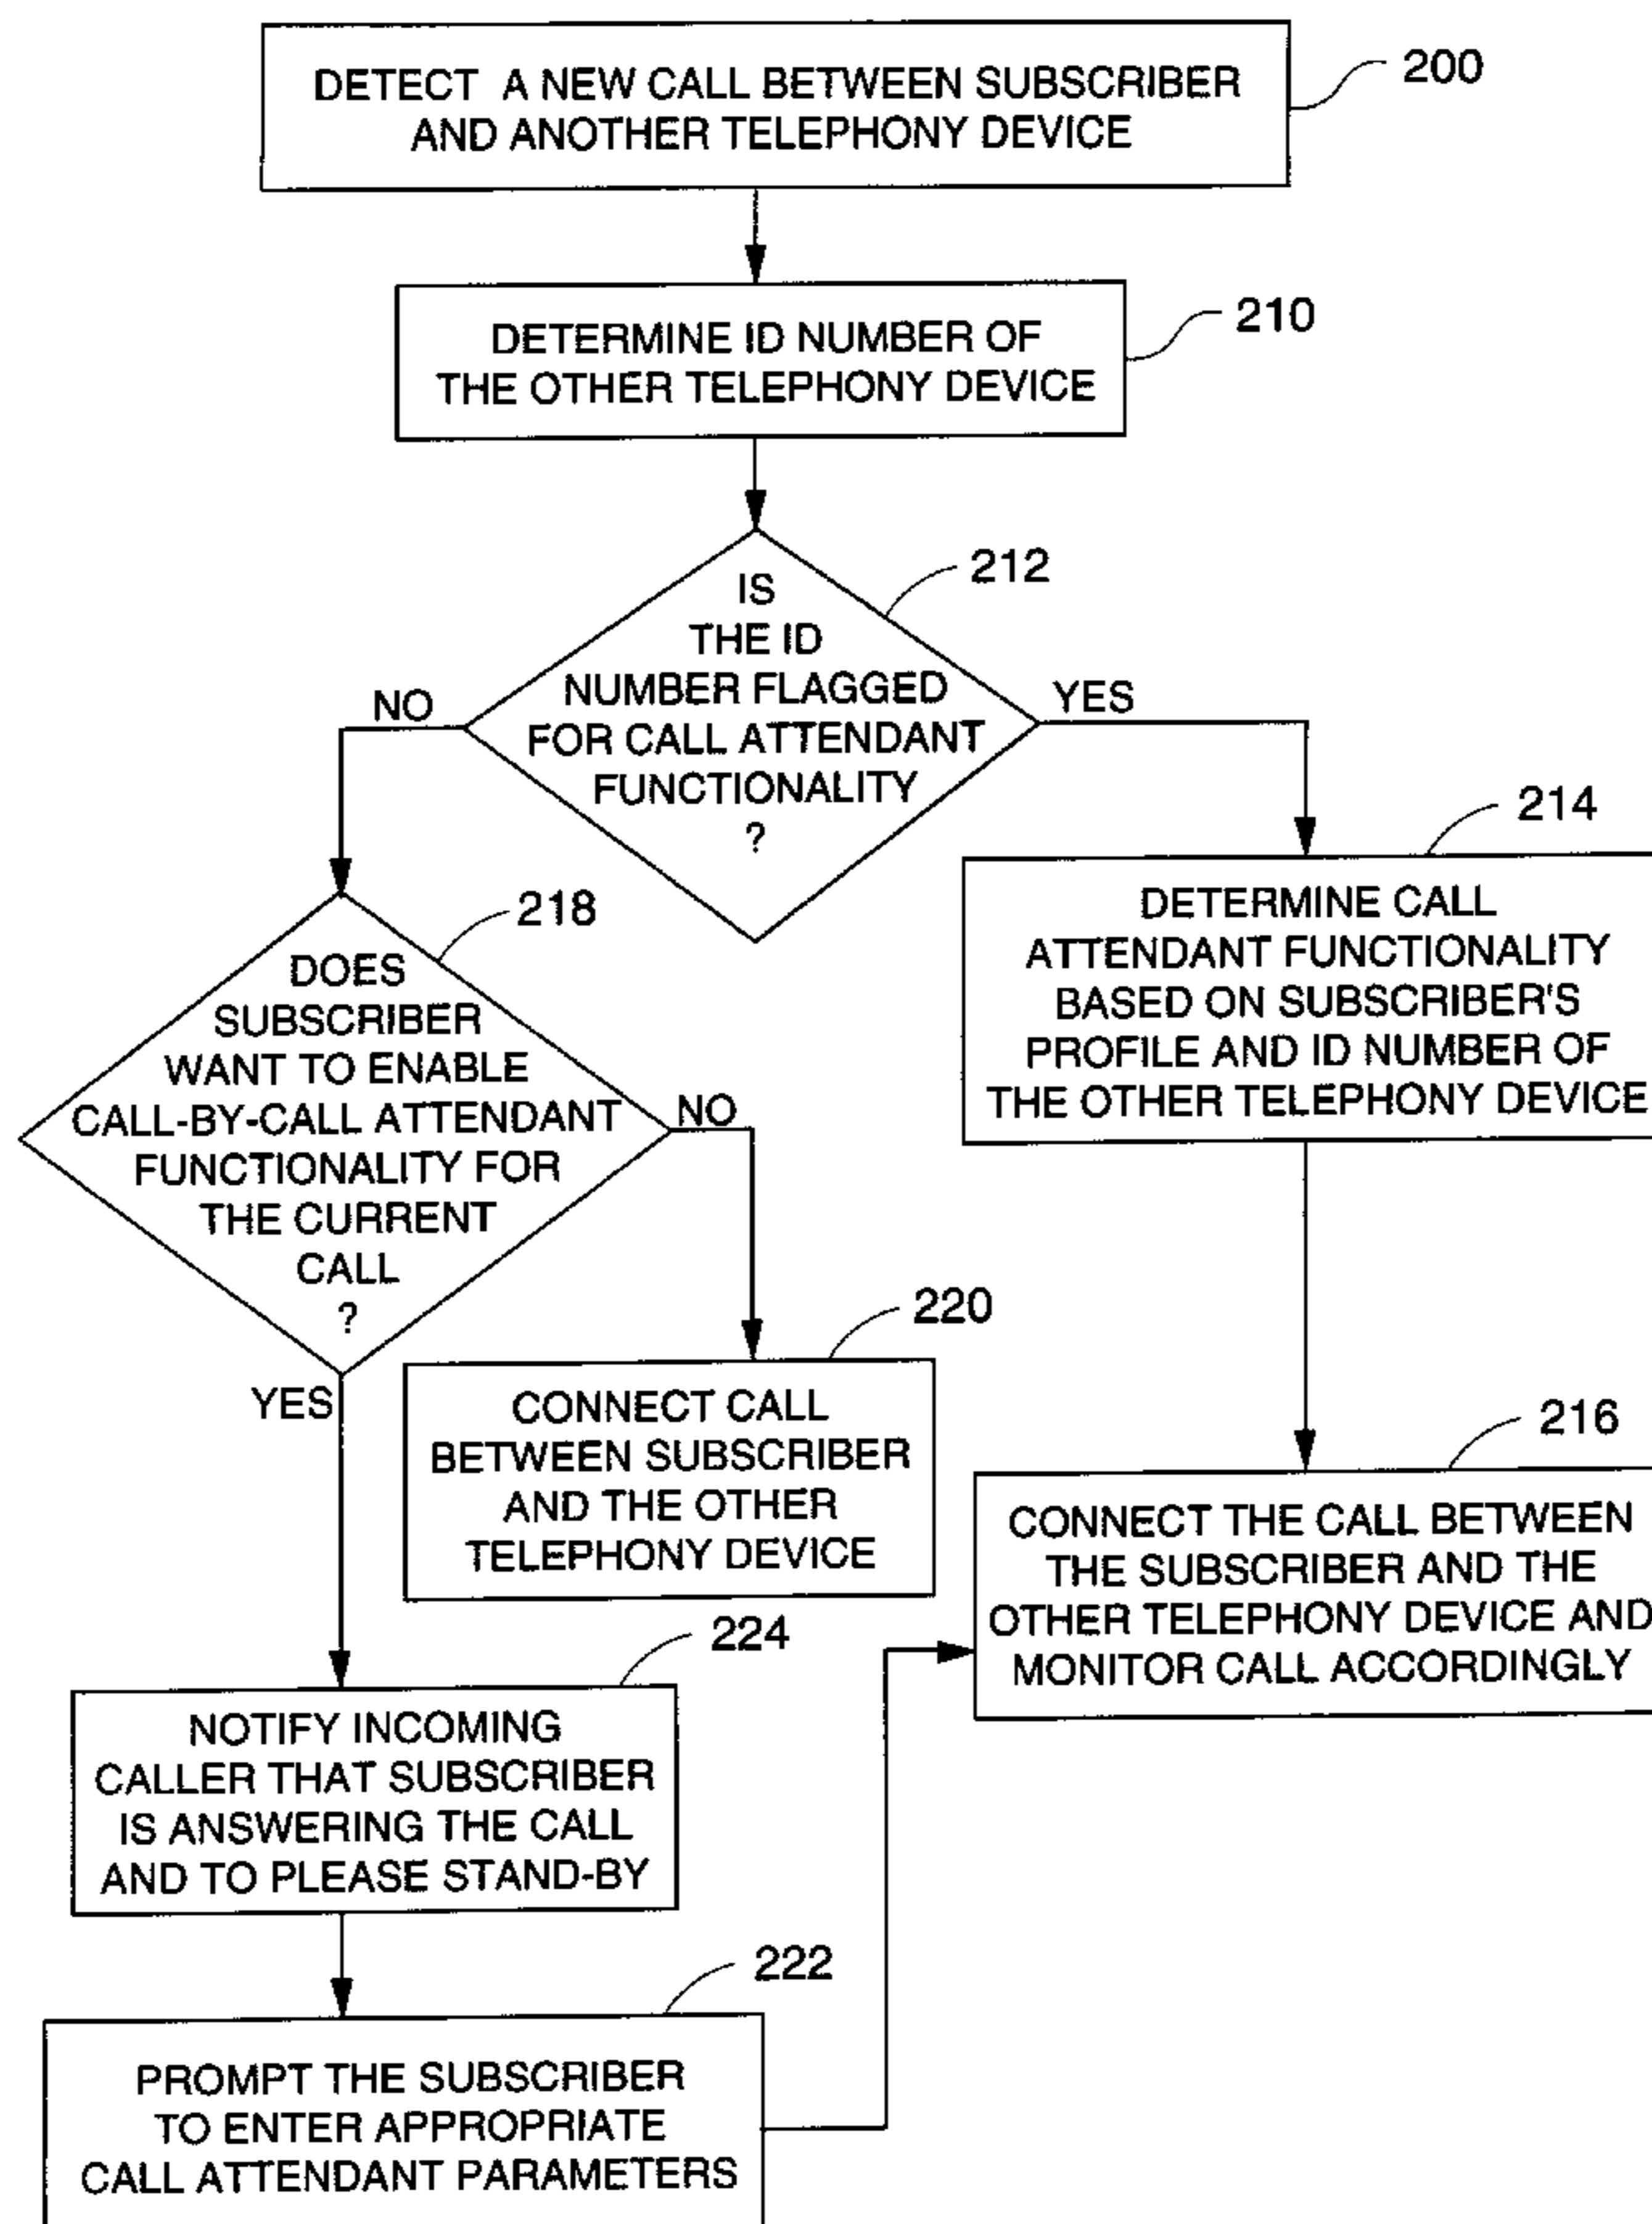 DETECT A NEW CALL BETWEEN SUBSCRIBER
AND ANOTHER TELEPHONY DEVICE
200
DETERMINE ID NUMBER OF
THE OTHER TELEPHONY DEVICE
210
IS
THE ID
NUMBER FLAGGED
FOR CALL ATTENDANT
FUNCTIONALITY
?
212
NO
YES
214
DETERMINE CALL
ATTENDANT FUNCTIONALITY
BASED ON SUBSCRIBER'S
PROFILE AND ID NUMBER OF
THE OTHER TELEPHONY DEVICE
218
DOES
SUBSCRIBER
WANT TO ENABLE
CALL-BY-CALL ATTENDANT
FUNCTIONALITY FOR
THE CURRENT
CALL
?
NO
YES
220
CONNECT CALL
BETWEEN SUBSCRIBER
AND THE OTHER
TELEPHONY DEVICE
216
CONNECT THE CALL BETWEEN
THE SUBSCRIBER AND THE
OTHER TELEPHONY DEVICE AND
MONITOR CALL ACCORDINGLY
224
NOTIFY INCOMING
CALLER THAT SUBSCRIBER
IS ANSWERING THE CALL
AND TO PLEASE STAND-BY
222
PROMPT THE SUBSCRIBER
TO ENTER APPROPRIATE
CALL ATTENDANT PARAMETERS